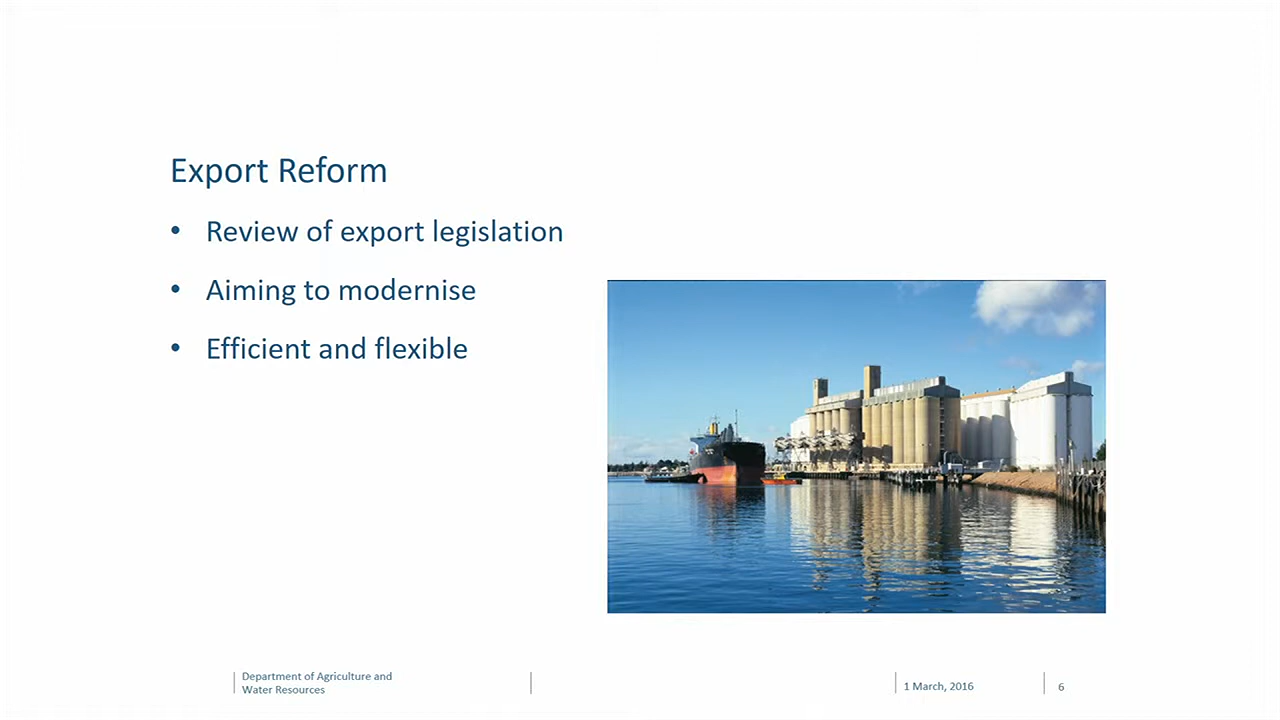 Export Reform
• Review of export legislation
• Aiming to modernise
• Efficient and flexible
Department of Agriculture and
Water Resources
1 March, 2016
6